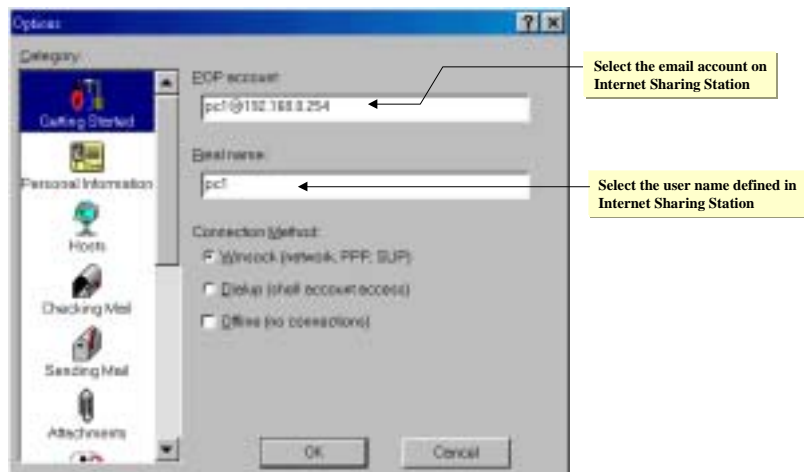 Options
Category:
Getting Started
Personal Information
Hosts
Checking Mail
Sending Mail
Attachments
POP account:
pc1@192.168.0.254
Real name:
pc1
Connection Method:
Winsock (network, PPP, SLIP)
Dialup (shell account access)
Offline (no connections)
OK
Cancel
Select the email account on
Internet Sharing Station
Select the user name defined in
Internet Sharing Station